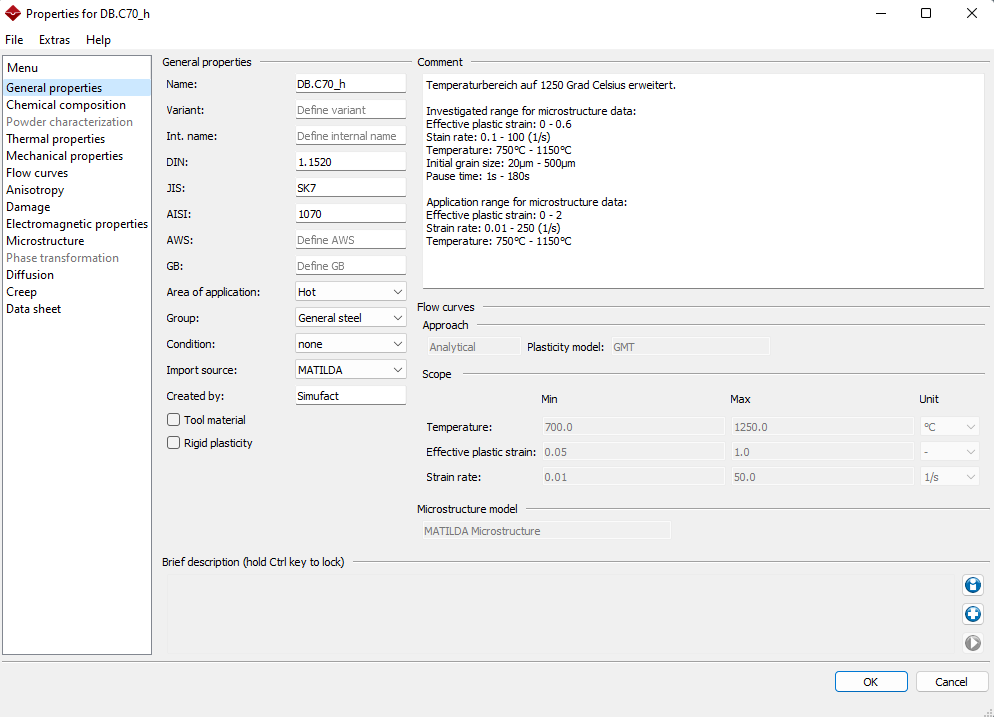 Properties for DB.C70_h
File Extras Help
Menu
General properties
Chemical composition
Powder characterization
Thermal properties
Mechanical properties
Flow curves
Anisotropy
Damage
Electromagnetic properties
Microstructure
Phase transformation
Diffusion
Creep
Data sheet
General properties
Name: DB.C70_h
Variant: Define variant
Int. name: Define internal name
DIN: 1.1520
JIS: SK7
AISI: 1070
AWS: Define AWS
GB: Define GB
Area of application: Hot
Group: General steel
Condition: none
Import source: MATILDA
Created by: Simufact
Tool material
Rigid plasticity
Comment
Temperaturbereich auf 1250 Grad Celsius erweitert.
Investigated range for microstructure data:
Effective plastic strain: 0 - 0.6
Stain rate: 0.1 - 100 (1/s)
Temperature: 750°C - 1150°C
Initial grain size: 20µm - 500µm
Pause time: 1s - 180s
Application range for microstructure data:
Effective plastic strain: 0 - 2
Strain rate: 0.01 - 250 (1/s)
Temperature: 750°C - 1150°C
Flow curves
Approach
Analytical Plasticity model: GMT
Scope
Min Max Unit
Temperature: 700.0 1250.0 °C
Effective plastic strain: 0.05 1.0 -
Strain rate: 0.01 50.0 1/s
Microstructure model
MATILDA Microstructure
Brief description (hold Ctrl key to lock)
OK Cancel